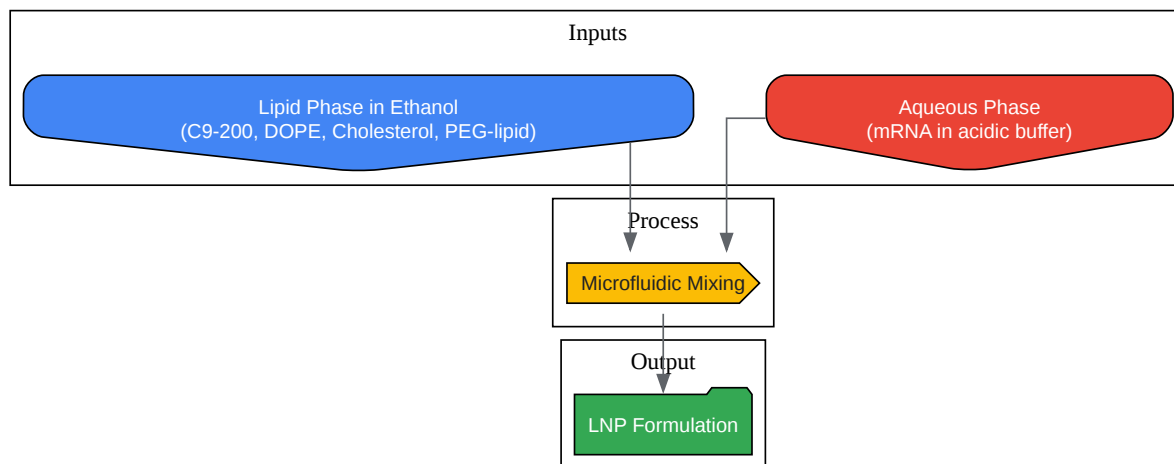 Inputs
Lipid Phase in Ethanol
(C9-200, DOPE, Cholesterol, PEG-lipid)
Aqueous Phase
(mRNA in acidic buffer)
Process
Microfluidic Mixing
Output
LNP Formulation